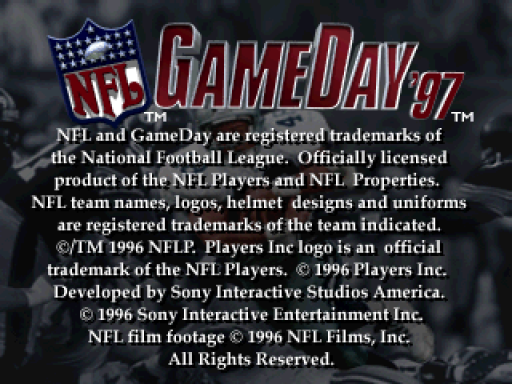 NFL GAMEDAY '97
TM TM
NFL and GameDay are registered trademarks of
the National Football League. Officially licensed
product of the NFL Players and NFL Properties.
NFL team names, logos, helmet designs and uniforms
are registered trademarks of the team indicated.
©/TM 1996 NFLP. Players Inc logo is an official
trademark of the NFL Players. © 1996 Players Inc.
Developed by Sony Interactive Studios America.
© 1996 Sony Interactive Entertainment Inc.
NFL film footage © 1996 NFL Films, Inc.
All Rights Reserved.